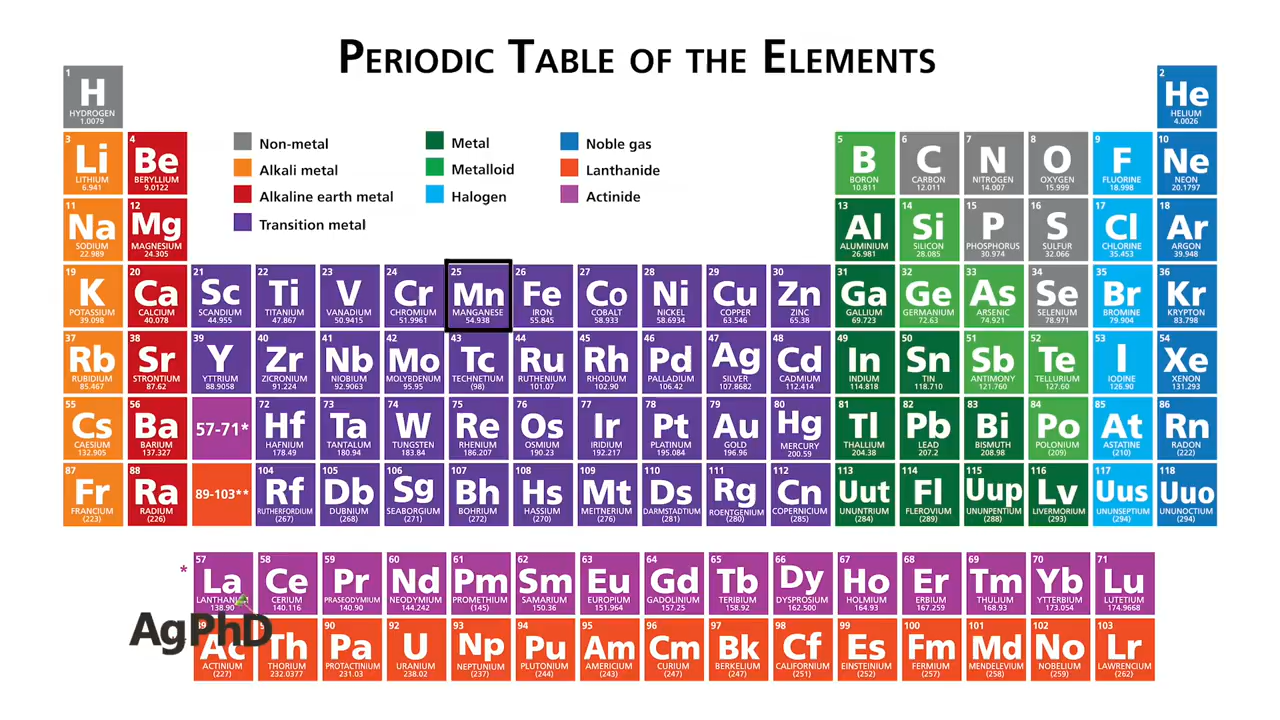 PERIODIC TABLE OF THE ELEMENTS
1
H
HYDROGEN
1.0079
2
He
HELIUM
4.0026
Non-metal
Alkali metal
Alkaline earth metal
Transition metal
Metal
Metalloid
Halogen
Noble gas
Lanthanide
Actinide
3
Li
LITHIUM
6.941
4
Be
BERYLLIUM
9.0122
5
B
BORON
10.811
6
C
CARBON
12.011
7
N
NITROGEN
14.007
8
O
OXYGEN
15.999
9
F
FLUORINE
18.998
10
Ne
NEON
20.1797
11
Na
SODIUM
22.989
12
Mg
MAGNESIUM
24.305
13
Al
ALUMINIUM
26.981
14
Si
SILICON
28.085
15
P
PHOSPHORUS
30.974
16
S
SULFUR
32.066
17
Cl
CHLORINE
35.453
18
Ar
ARGON
39.948
19
K
POTASSIUM
39.098
20
Ca
CALCIUM
40.078
21
Sc
SCANDIUM
44.955
22
Ti
TITANIUM
47.867
23
V
VANADIUM
50.9415
24
Cr
CHROMIUM
51.9961
25
Mn
MANGANESE
54.938
26
Fe
IRON
55.845
27
Co
COBALT
58.933
28
Ni
NICKEL
58.6934
29
Cu
COPPER
63.546
30
Zn
ZINC
65.38
31
Ga
GALLIUM
69.723
32
Ge
GERMANIUM
72.63
33
As
ARSENIC
74.921
34
Se
SELENIUM
78.971
35
Br
BROMINE
79.904
36
Kr
KRYPTON
83.798
37
Rb
RUBIDIUM
85.467
38
Sr
STRONTIUM
87.62
39
Y
YTTRIUM
88.9058
40
Zr
ZICRONIUM
91.224
41
Nb
NIOBIUM
92.9063
42
Mo
MOLYBDENUM
95.95
43
Tc
TECHNETIUM
(98)
44
Ru
RUTHENIUM
101.07
45
Rh
RHODIUM
102.90
46
Pd
PALLADIUM
106.42
47
Ag
SILVER
107.8682
48
Cd
CADMIUM
112.414
49
In
INDIUM
114.818
50
Sn
TIN
118.710
51
Sb
ANTIMONY
121.760
52
Te
TELLURIUM
127.60
53
I
IODINE
126.90
54
Xe
XENON
131.293
55
Cs
CAESIUM
132.905
56
Ba
BARIUM
137.327
57-71*
72
Hf
HAFNIUM
178.49
73
Ta
TANTALUM
180.94
74
W
TUNGSTEN
183.84
75
Re
RHENIUM
186.207
76
Os
OSMIUM
190.23
77
Ir
IRIDIUM
192.217
78
Pt
PLATINUM
195.084
79
Au
GOLD
196.96
80
Hg
MERCURY
200.59
81
Tl
THALLIUM
204.38
82
Pb
LEAD
207.2
83
Bi
BISMUTH
208.98
84
Po
POLONIUM
(209)
85
At
ASTATINE
(210)
86
Rn
RADON
(222)
87
Fr
FRANCIUM
(223)
88
Ra
RADIUM
(226)
89-103**
104
Rf
RUTHERFORDIUM
(267)
105
Db
DUBNIUM
(268)
106
Sg
SEABORGIUM
(271)
107
Bh
BOHRIUM
(272)
108
Hs
HASSIUM
(270)
109
Mt
MEITNERIUM
(276)
110
Ds
DARMSTADTIUM
(281)
111
Rg
ROENTGENIUM
(280)
112
Cn
COPERNICIUM
(285)
113
Uut
UNUNTRIUM
(284)
114
Fl
FLEROVIUM
(289)
115
Uup
UNUNPENTIUM
(288)
116
Lv
LIVERMORIUM
(293)
117
Uus
UNUNSEPTIUM
(294)
118
Uuo
UNUNOCTIUM
(294)
*
57
La
138.90
58
Ce
CERIUM
140.116
59
Pr
PRASEODYMIUM
140.90
60
Nd
NEODYMIUM
144.242
61
Pm
PROMETHIUM
(145)
62
Sm
SAMARIUM
150.36
63
Eu
EUROPIUM
151.964
64
Gd
GADOLINIUM
157.25
65
Tb
TERIBIUM
158.92
66
Dy
DYSPROSIUM
162.500
67
Ho
HOLMIUM
164.93
68
Er
ERBIUM
167.259
69
Tm
THULIUM
168.93
70
Yb
YTTERBIUM
173.054
71
Lu
LUTETIUM
174.9668
AgPhD
89
Ac
ACTINIUM
(227)
Th
THORIUM
232.0377
90
Pa
PROTACTINIUM
231.03
92
U
URANIUM
238.02
93
Np
NEPTUNIUM
(237)
94
Pu
PLUTONIUM
(244)
95
Am
AMERICIUM
(243)
96
Cm
CURIUM
(247)
97
Bk
BERKELIUM
(247)
98
Cf
CALIFORNIUM
(251)
99
Es
EINSTEINIUM
(252)
100
Fm
FERMIUM
(257)
101
Md
MENDELEVIUM
(258)
102
No
NOBELIUM
(259)
103
Lr
LAWRENCIUM
(262)